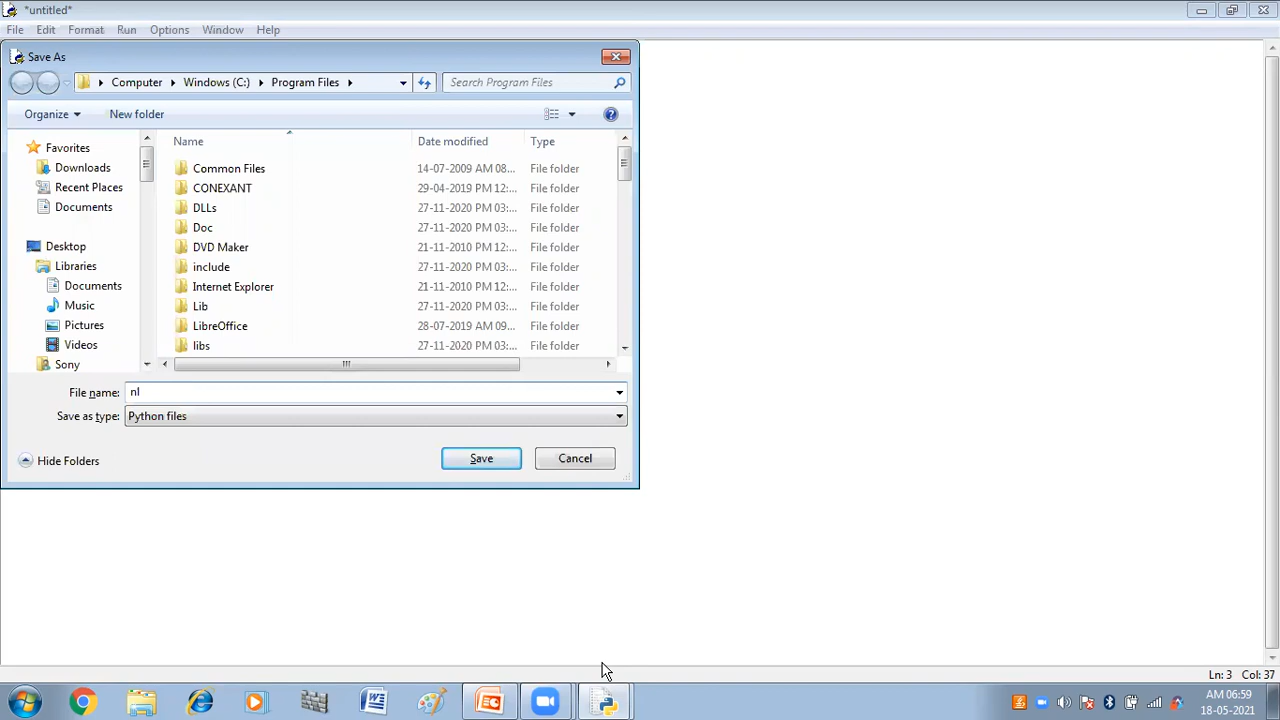 *untitled*
File Edit Format Run Options Window Help
Save As
Computer Windows (C:) Program Files Search Program Files
Organize New folder
Name Date modified Type
Favorites
Downloads
Recent Places
Documents
Desktop
Libraries
Documents
Music
Pictures
Videos
Sony
Common Files 14-07-2009 AM 08... File folder
CONEXANT 29-04-2019 PM 12:... File folder
DLLs 27-11-2020 PM 03:... File folder
Doc 27-11-2020 PM 03:... File folder
DVD Maker 21-11-2010 PM 12:... File folder
include 27-11-2020 PM 03:... File folder
Internet Explorer 21-11-2010 PM 12:... File folder
Lib 27-11-2020 PM 03:... File folder
LibreOffice 28-07-2019 AM 09... File folder
libs 27-11-2020 PM 03:... File folder
File name: nl
Save as type: Python files
Hide Folders Save Cancel
Ln: 3 Col: 37
AM 06:59
18-05-2021